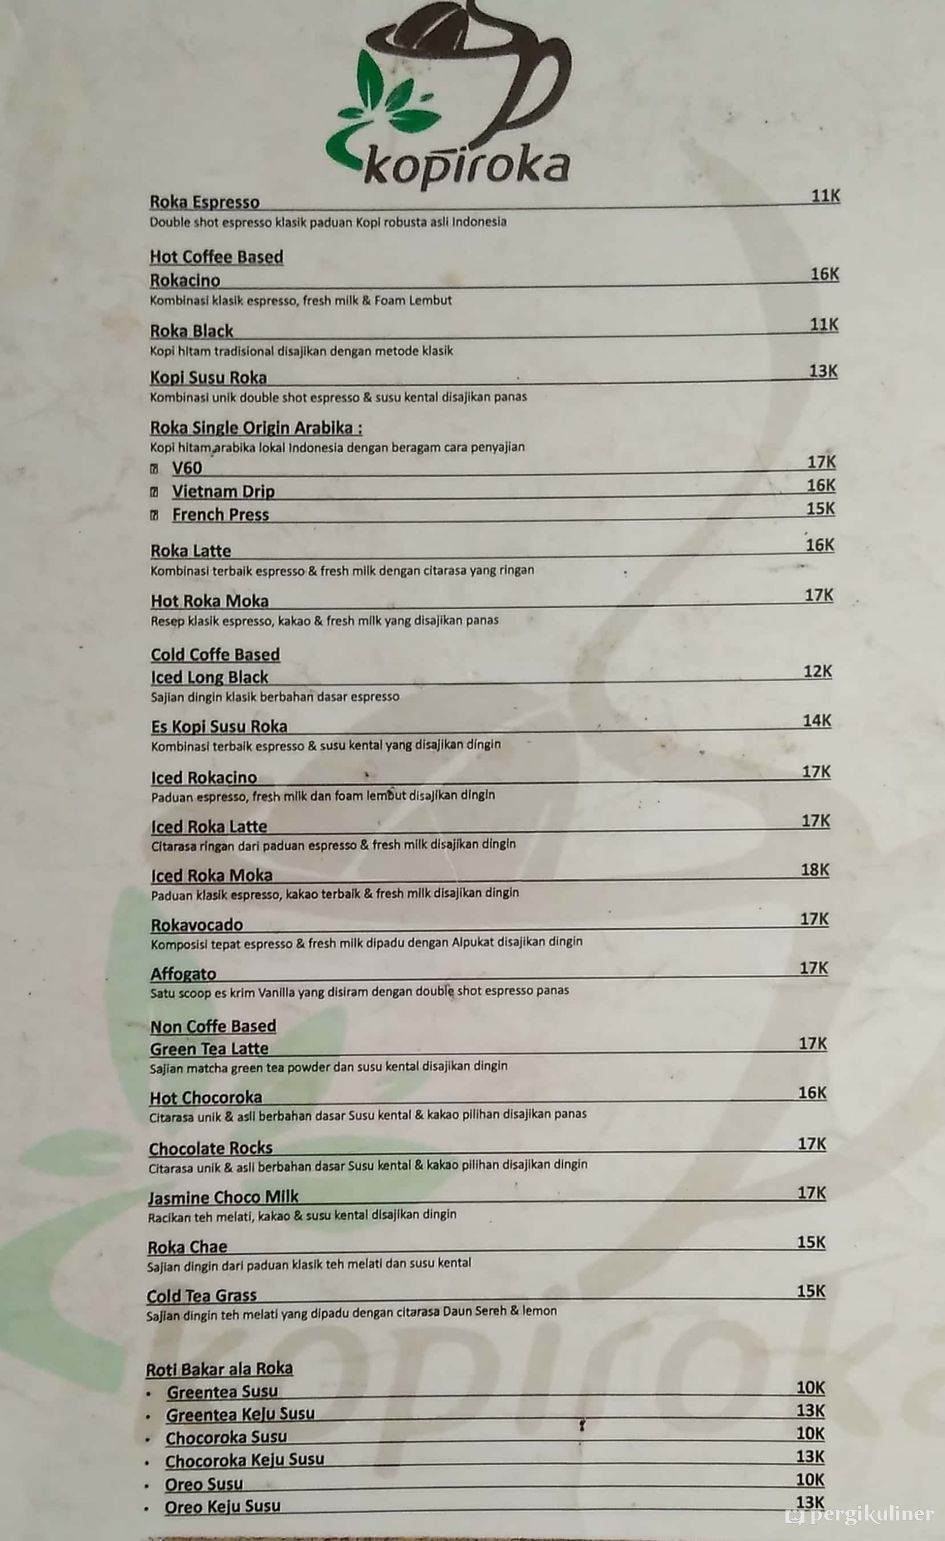 kopiroka
Roka Espresso 11K
Double shot espresso klasik paduan Kopi robusta asli Indonesia
Hot Coffee Based
Rokacino 16K
Kombinasi klasik espresso, fresh milk & Foam Lembut
Roka Black 11K
Kopi hitam tradisional disajikan dengan metode klasik
Kopi Susu Roka 13K
Kombinasi unik double shot espresso & susu kental disajikan panas
Roka Single Origin Arabika :
Kopi hitam arabika lokal Indonesia dengan beragam cara penyajian
V60 17K
Vietnam Drip 16K
French Press 15K
Roka Latte 16K
Kombinasi terbaik espresso & fresh milk dengan citarasa yang ringan
Hot Roka Moka 17K
Resep klasik espresso, kakao & fresh milk yang disajikan panas
Cold Coffe Based
Iced Long Black 12K
Sajian dingin klasik berbahan dasar espresso
Es Kopi Susu Roka 14K
Kombinasi terbaik espresso & susu kental yang disajikan dingin
Iced Rokacino 17K
Paduan espresso, fresh milk dan foam lembut disajikan dingin
Iced Roka Latte 17K
Citarasa ringan dari paduan espresso & fresh milk disajikan dingin
Iced Roka Moka 18K
Paduan klasik espresso, kakao terbaik & fresh milk disajikan dingin
Rokavocado 17K
Komposisi tepat espresso & fresh milk dipadu dengan Alpukat disajikan dingin
Affogato 17K
Satu scoop es krim Vanilla yang disiram dengan double shot espresso panas
Non Coffe Based
Green Tea Latte 17K
Sajian matcha green tea powder dan susu kental disajikan dingin
Hot Chocoroka 16K
Citarasa unik & asli berbahan dasar Susu kental & kakao pilihan disajikan panas
Chocolate Rocks 17K
Citarasa unik & asli berbahan dasar Susu kental & kakao pilihan disajikan dingin
Jasmine Choco Milk 17K
Racikan teh melati, kakao & susu kental disajikan dingin
Roka Chae 15K
Sajian dingin dari paduan klasik teh melati dan susu kental
Cold Tea Grass 15K
Sajian dingin teh melati yang dipadu dengan citarasa Daun Sereh & lemon
kopiroka
Roti Bakar ala Roka
• Greentea Susu 10K
• Greentea Keju Susu 13K
• Chocoroka Susu 10K
• Chocoroka Keju Susu 13K
• Oreo Susu 10K
• Oreo Keju Susu 13K
pergikuliner